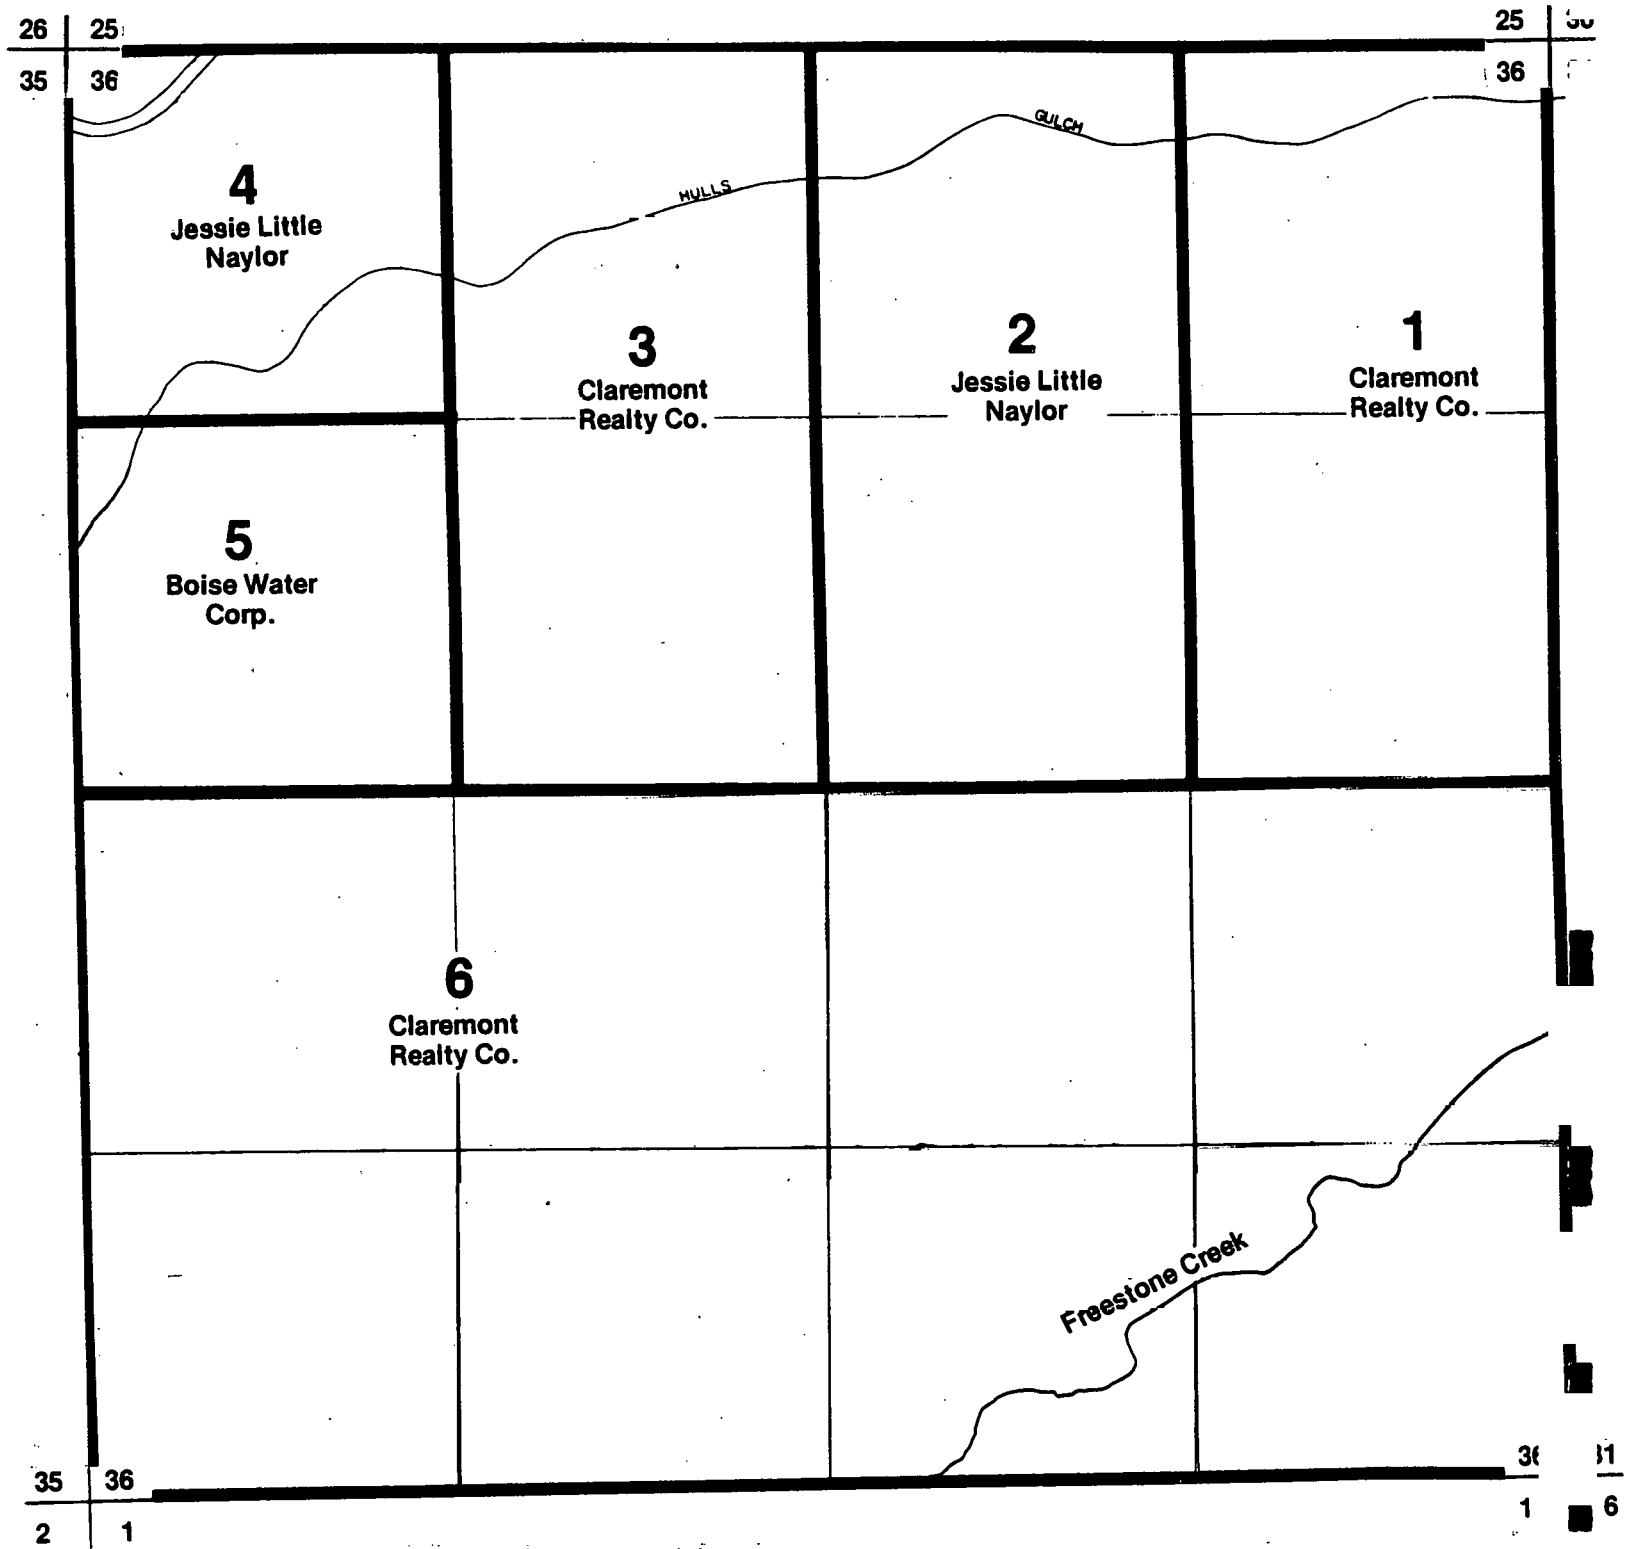 26 25
25
35 36
36
GULCH
HULLS
4
Jessie Little
Naylor
3
Claremont
Realty Co.
2
Jessie Little
Naylor
1
Claremont
Realty Co.
5
Boise Water
Corp.
6
Claremont
Realty Co.
Freestone Creek
35 36
2 1
1 6